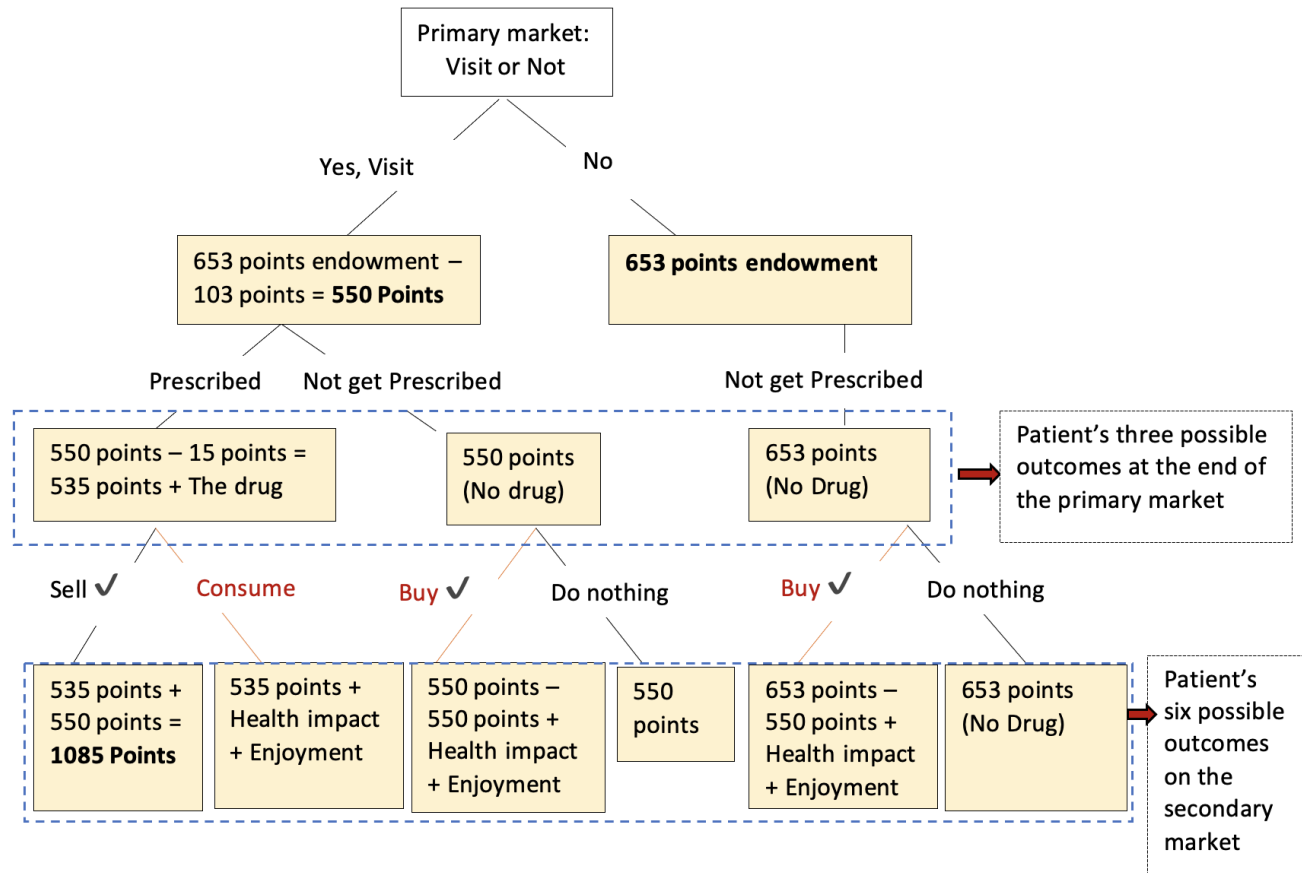 Primary market:
Visit or Not
Yes, Visit
No
653 points endowment –
103 points = 550 Points
653 points endowment
Prescribed
Not get Prescribed
Not get Prescribed
550 points – 15 points =
535 points + The drug
550 points
(No drug)
653 points
(No Drug)
Patient’s three possible
outcomes at the end of
the primary market
Sell ✔
Consume
Buy ✔
Do nothing
Buy ✔
Do nothing
535 points +
550 points =
1085 Points
535 points +
Health impact
+ Enjoyment
550 points –
550 points +
Health impact
+ Enjoyment
550
points
653 points –
550 points +
Health impact
+ Enjoyment
653 points
(No Drug)
Patient’s
six possible
outcomes
on the
secondary
market